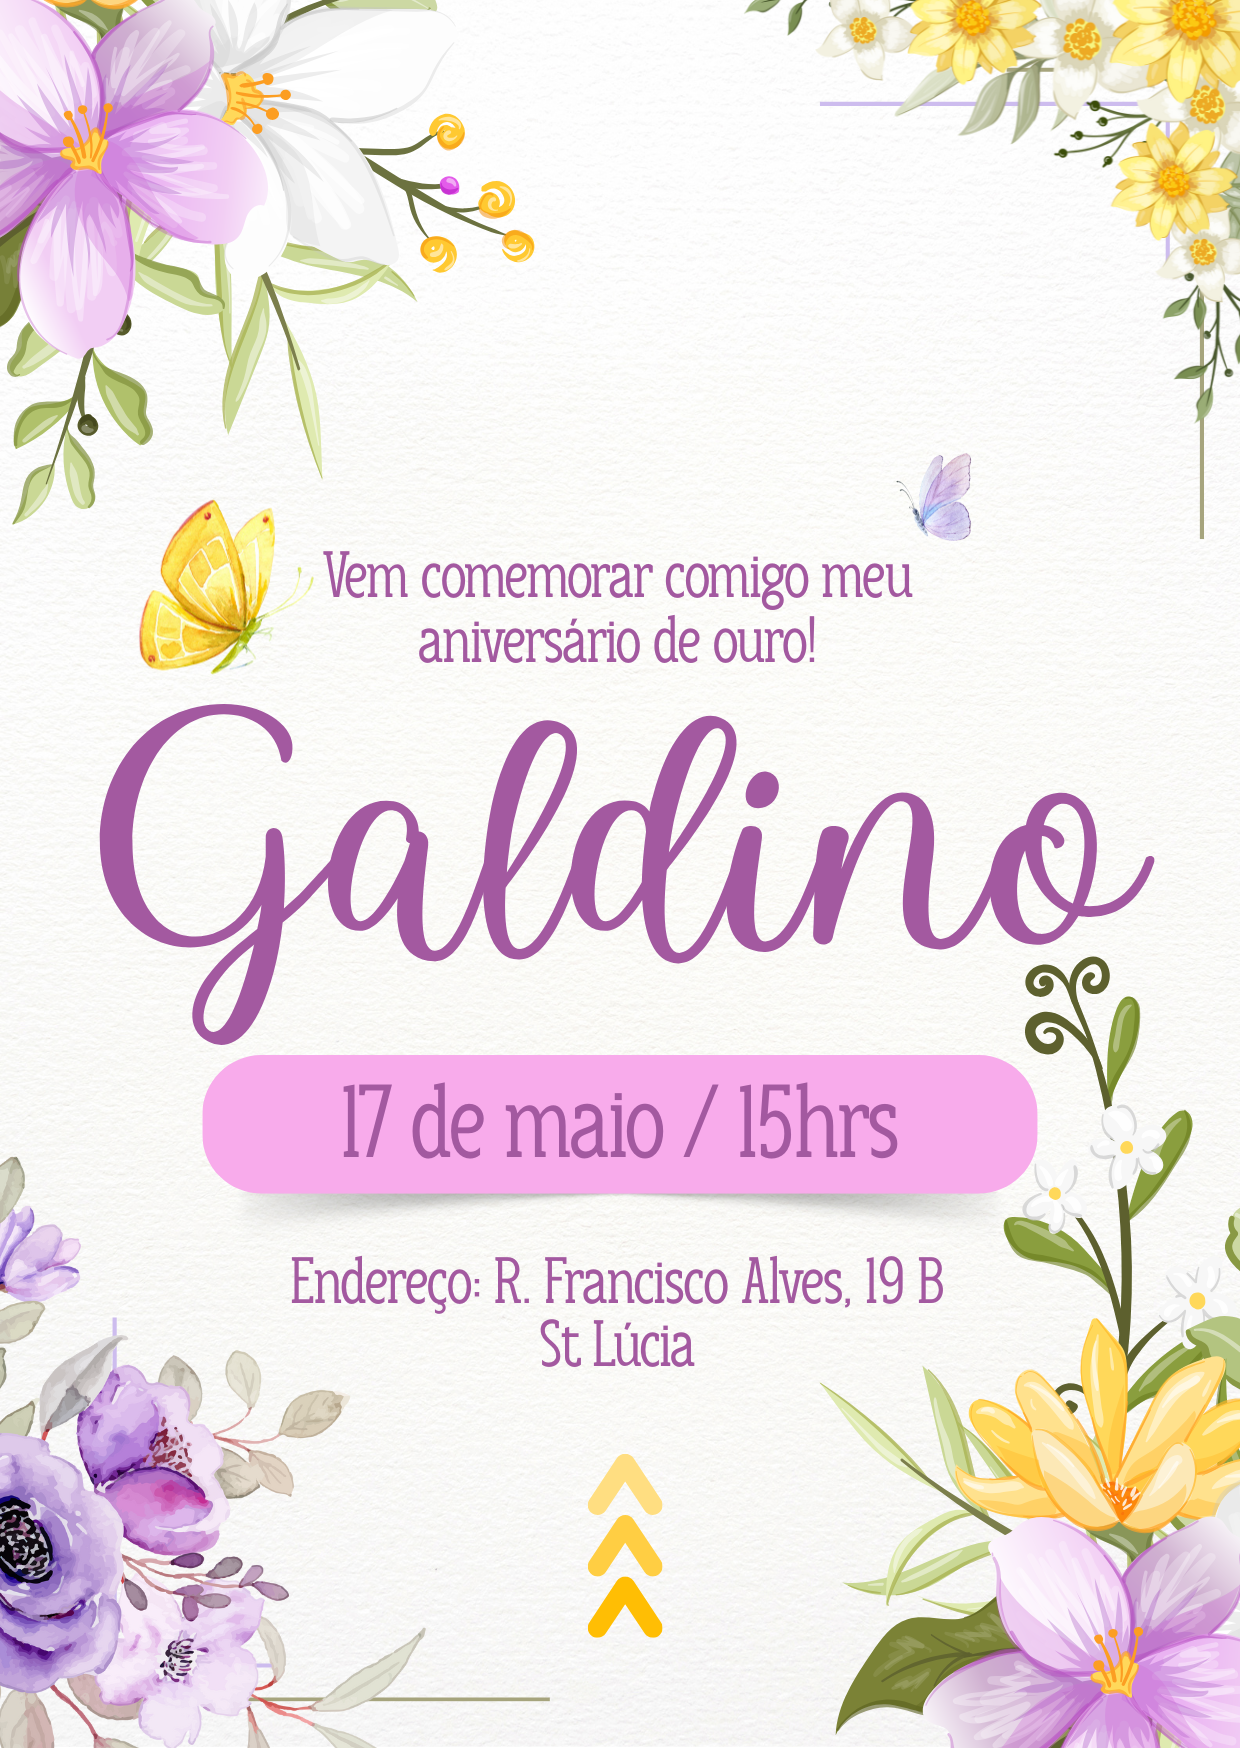 Vem comemorar comigo meu
aniversário de ouro!
Galdino
17 de maio / 15hrs
Endereço: R. Francisco Alves, 19 B
St Lúcia